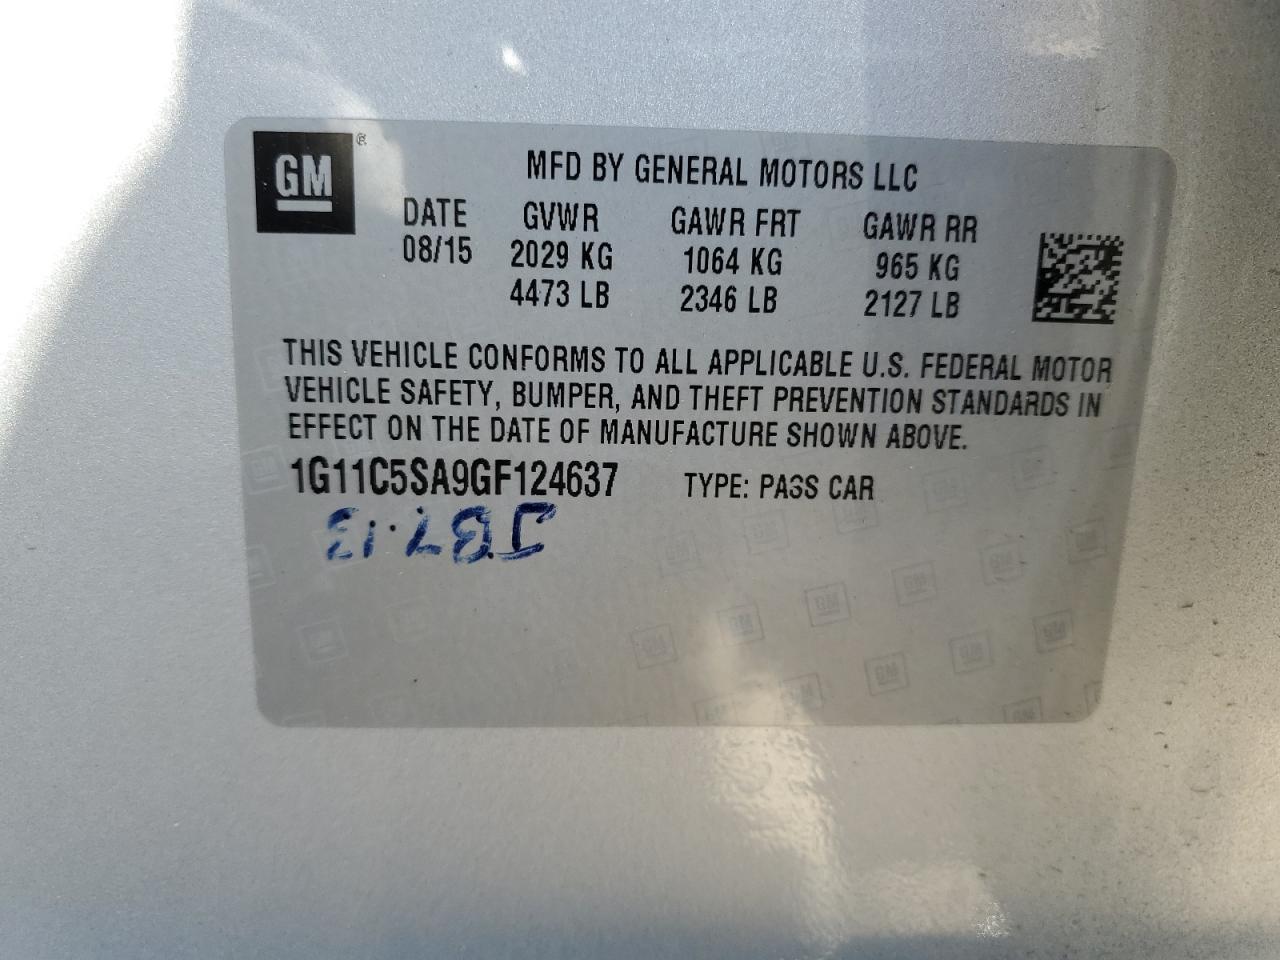 GM
MFD BY GENERAL MOTORS LLC
DATE GVWR GAWR FRT GAWR RR
08/15 2029 KG 1064 KG 965 KG
4473 LB 2346 LB 2127 LB
THIS VEHICLE CONFORMS TO ALL APPLICABLE U.S. FEDERAL MOTOR
VEHICLE SAFETY, BUMPER, AND THEFT PREVENTION STANDARDS IN
EFFECT ON THE DATE OF MANUFACTURE SHOWN ABOVE.
1G11C5SA9GF124637 TYPE: PASS CAR